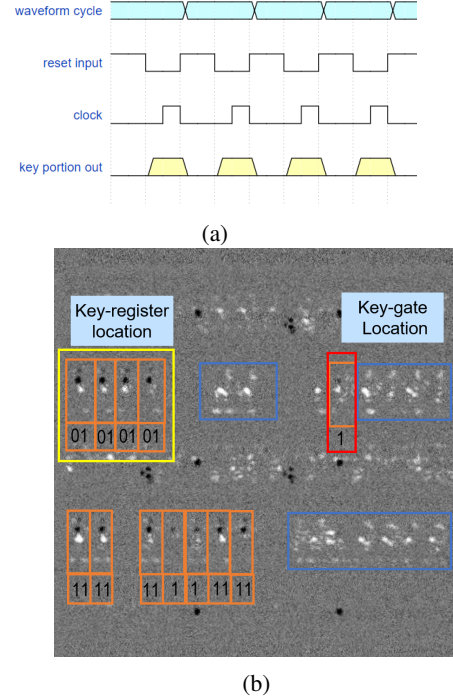 waveform cycle
reset input
clock
key portion out
(a)
Key-register
location
Key-gate
Location
01 01 01 01
1
11 11 11 1 1 11 11
(b)